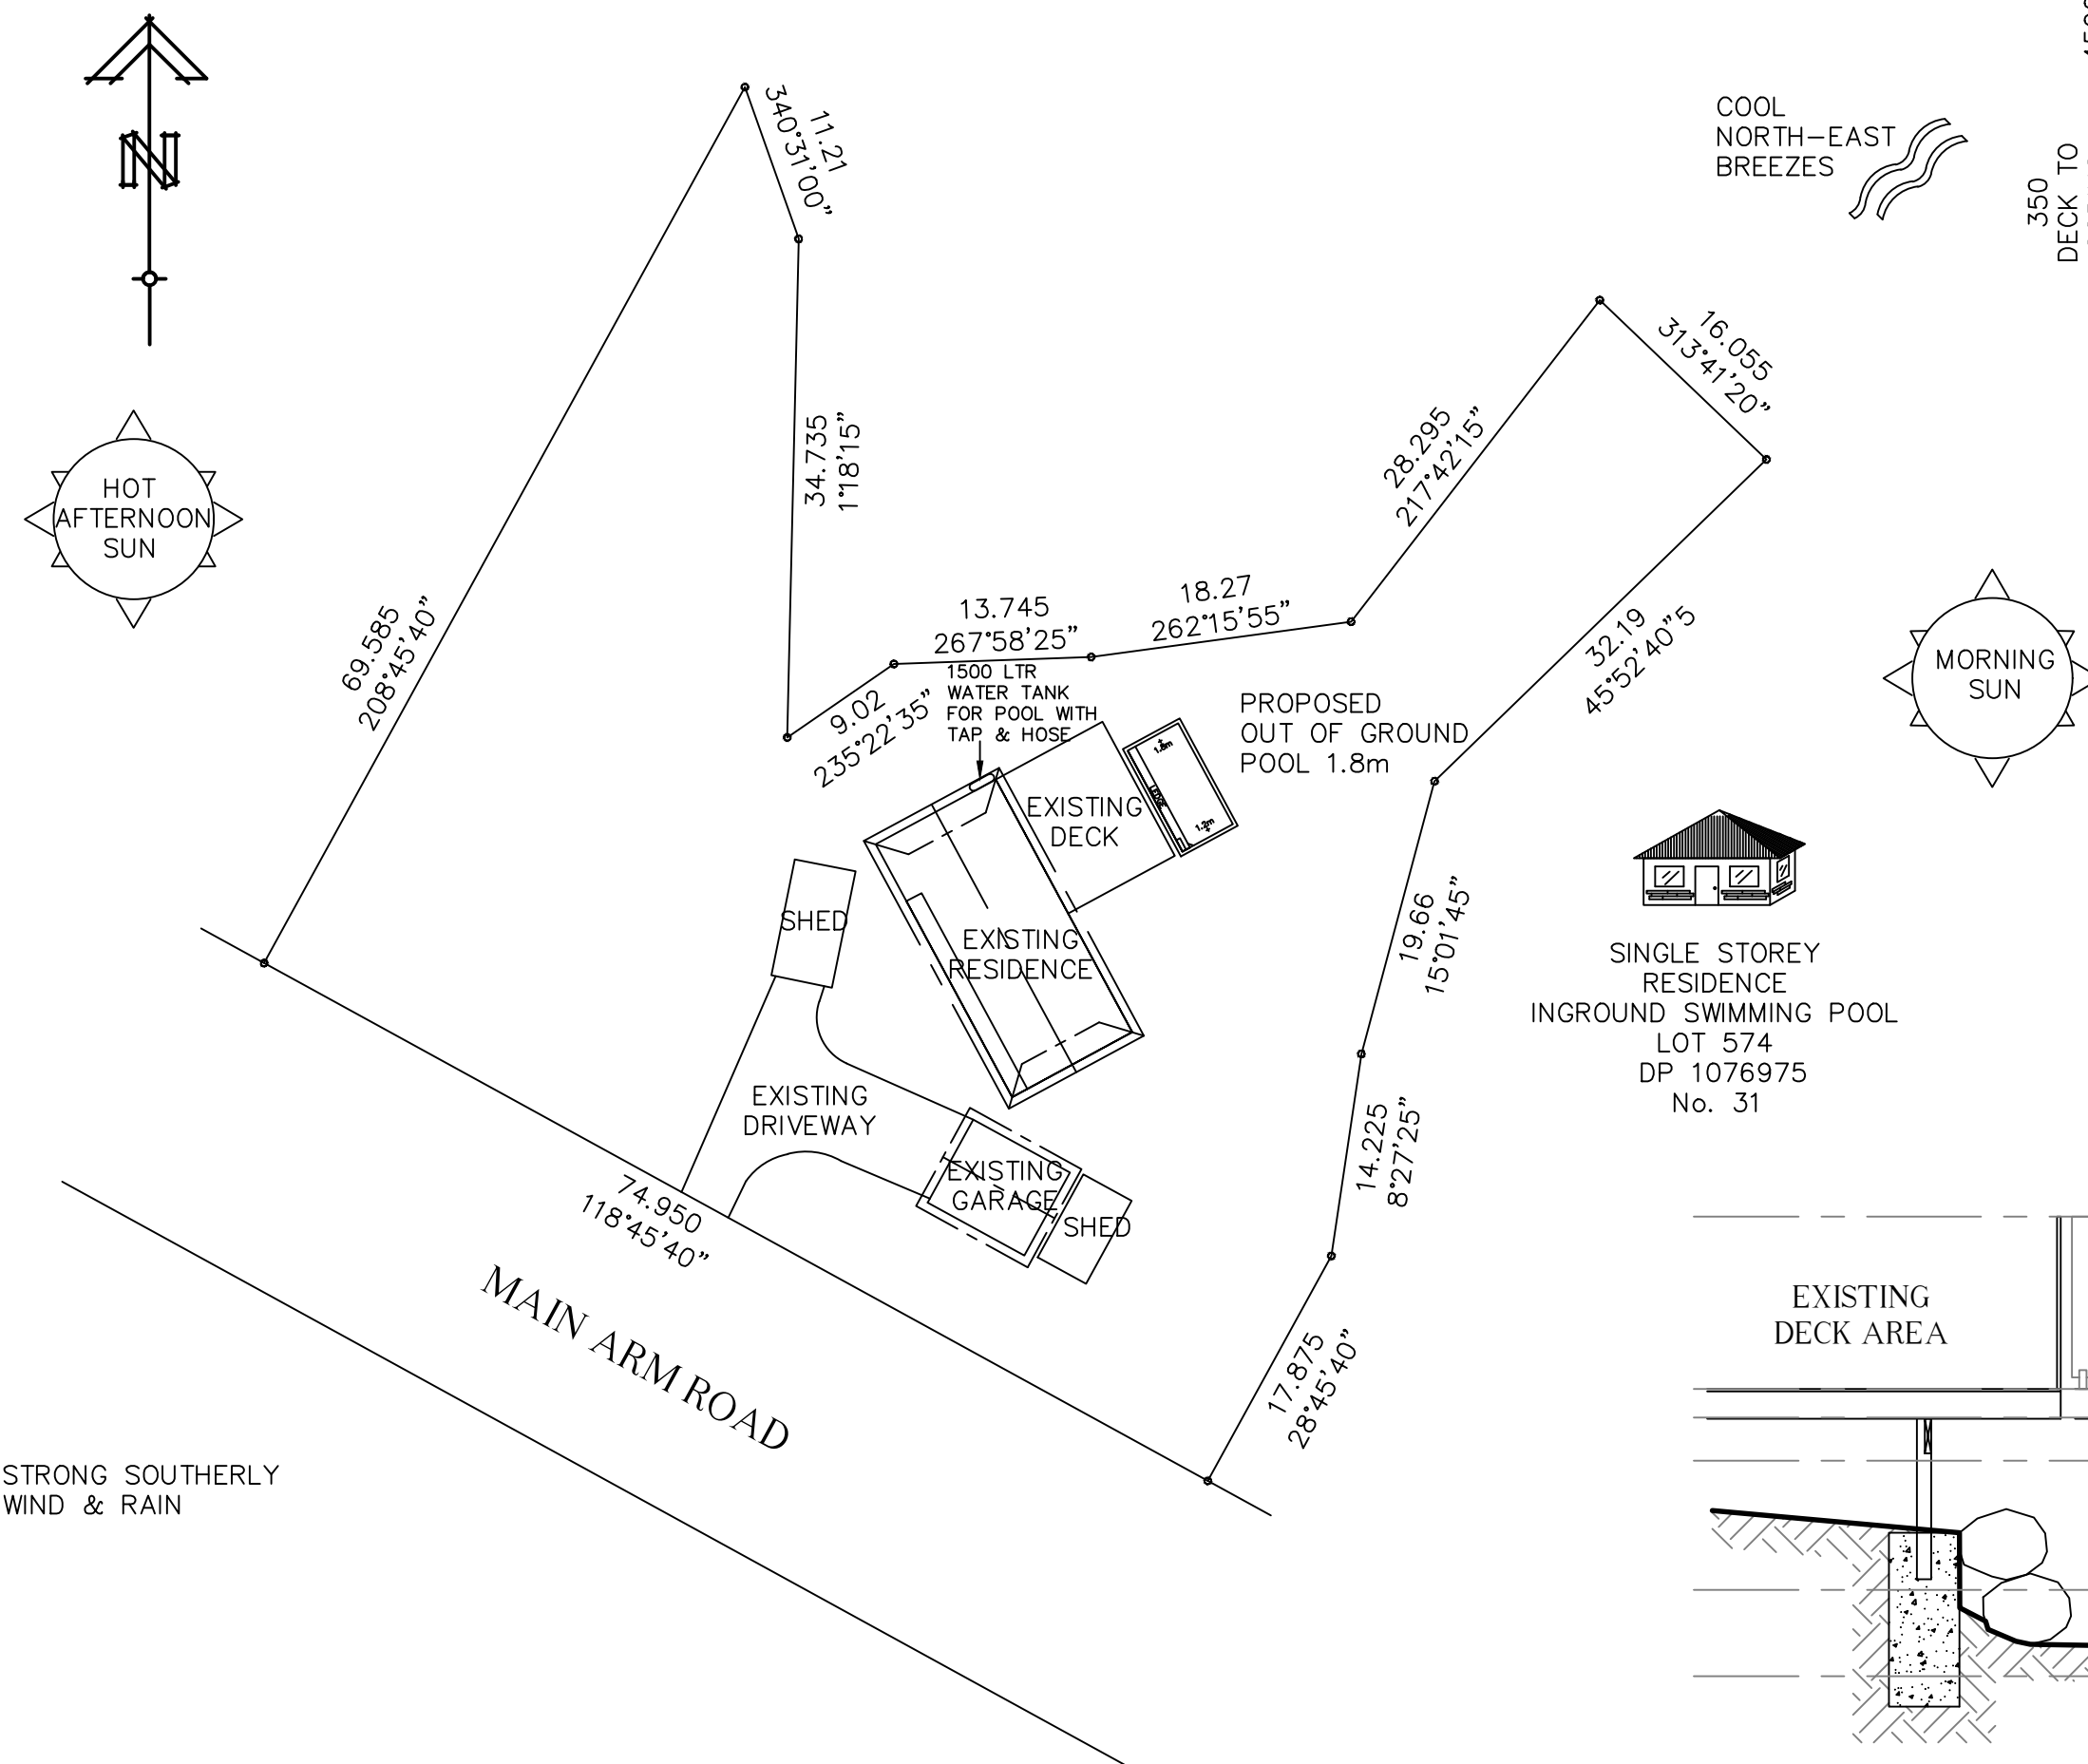 N
11.21
340°31'00"
COOL
NORTH-EAST
BREEZES
350
DECK TO
16.055
313°41'20"
28.295
217°42'15"
34.735
1°18'15"
HOT
AFTERNOON
SUN
69.585
208°45'40"
13.745
267°58'25"
18.27
262°15'55"
32.19
45°52'40"5
MORNING
SUN
9.02
235°22'35"
1500 LTR
WATER TANK
FOR POOL WITH
TAP & HOSE
PROPOSED
OUT OF GROUND
POOL 1.8m
1.8m
LEDGE
1.2m
EXISTING
DECK
SHED
EXISTING
RESIDENCE
19.66
15°01'45"
SINGLE STOREY
RESIDENCE
INGROUND SWIMMING POOL
LOT 574
DP 1076975
No. 31
EXISTING
DRIVEWAY
14.225
8°27'25"
EXISTING
GARAGE
SHED
74.950
118°45'40"
MAIN ARM ROAD
17.875
28°45'40"
EXISTING
DECK AREA
STRONG SOUTHERLY
WIND & RAIN